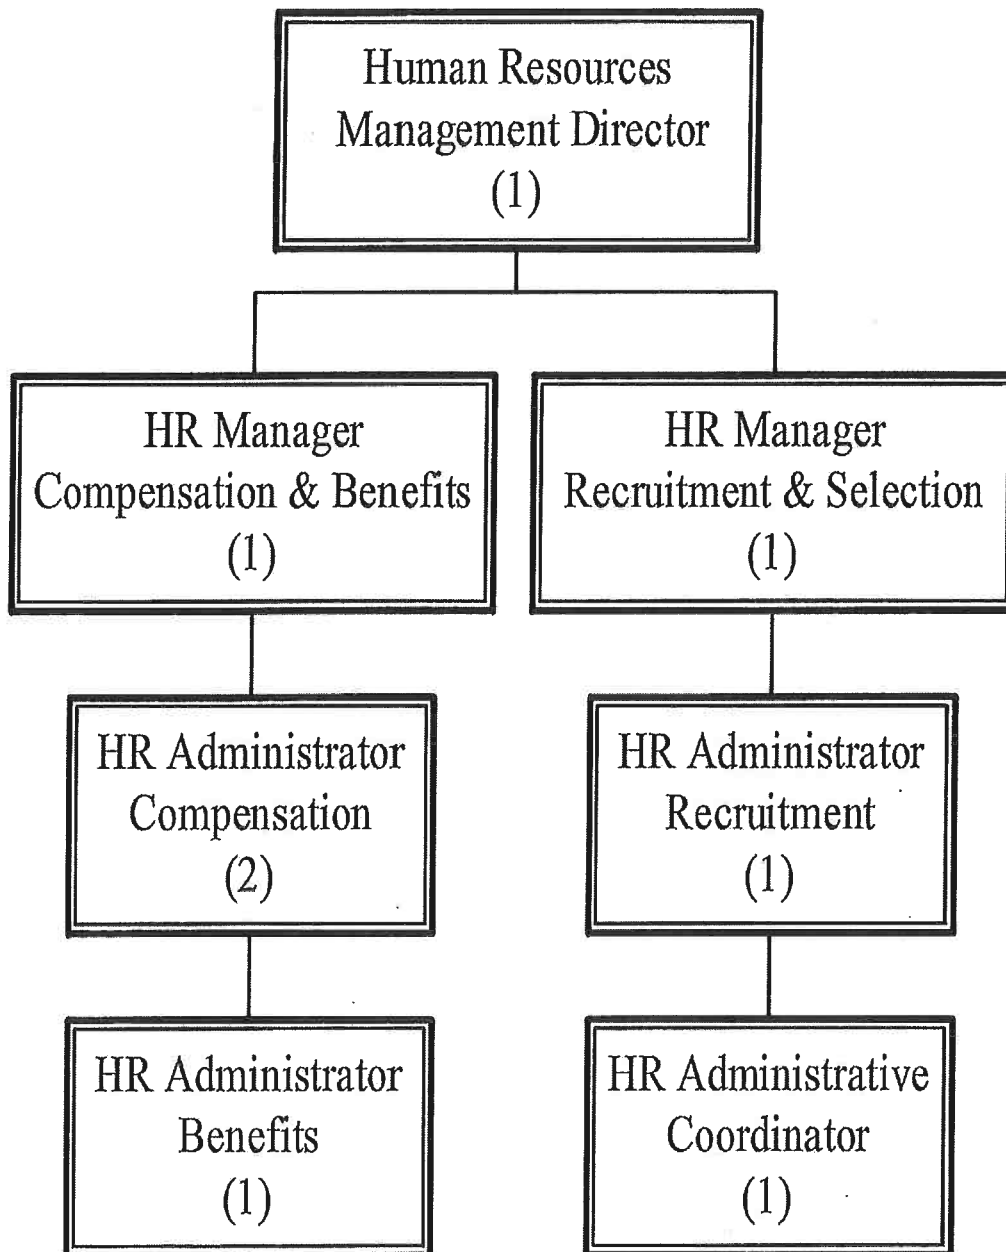 Human Resources
Management Director
(1)
HR Manager
Compensation & Benefits
(1)
HR Manager
Recruitment & Selection
(1)
HR Administrator
Compensation
(2)
HR Administrator
Recruitment
(1)
HR Administrator
Benefits
(1)
HR Administrative
Coordinator
(1)